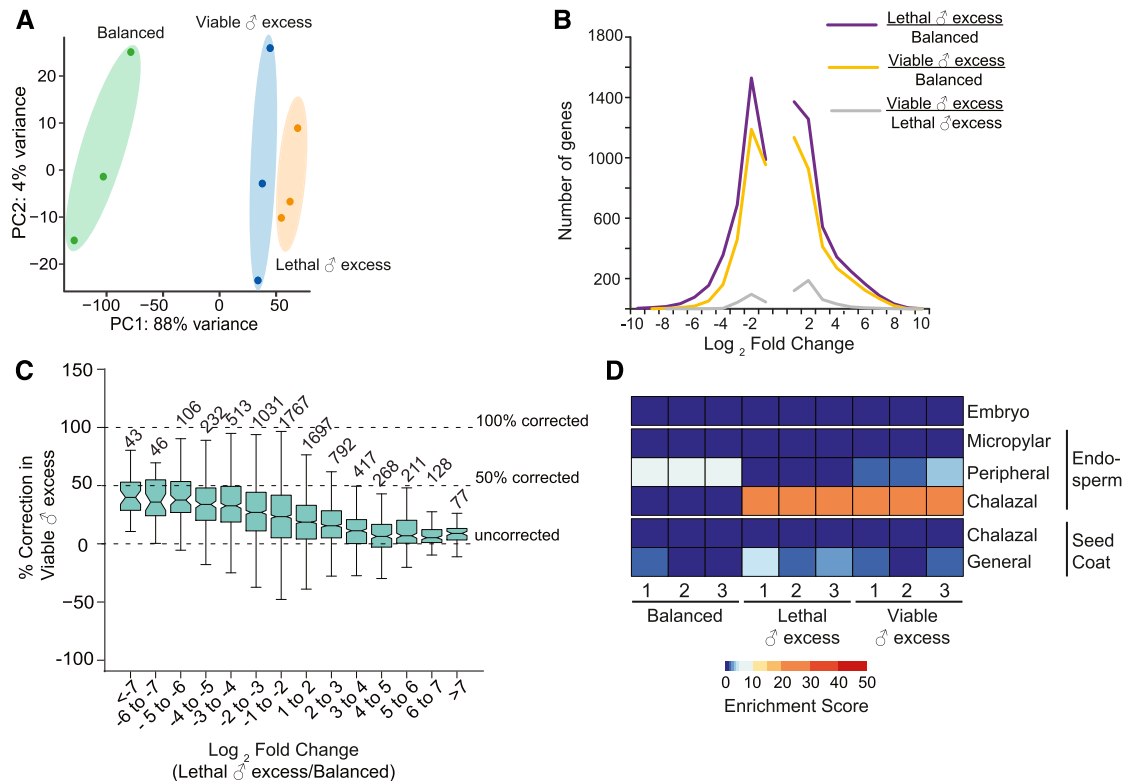 A
Balanced
Viable ♂ excess
Lethal ♂ excess
20
10
0
−10
−20
PC2: 4% variance
−100
−50
0
50
PC1: 88% variance
B
Lethal ♂ excess
Balanced
Viable ♂ excess
Balanced
Viable ♂ excess
Lethal ♂excess
1800
1400
1000
600
200
Number of genes
-10
-8
-6
-4
-2
2
4
6
8
10
Log 2 Fold Change
C
150
100
50
0
−50
-100
% Correction in
Viable ♂ excess
43
46
106
232
513
1031
1767
1697
792
417
268
211
128
77
100% corrected
50% corrected
uncorrected
<-7
-6 to -7
- 5 to -6
-4 to -5
-3 to -4
-2 to -3
-1 to -2
1 to 2
2 to 3
3 to 4
4 to 5
5 to 6
6 to 7
>7
Log 2 Fold Change
(Lethal ♂ excess/Balanced)
D
Embryo
Micropylar
Peripheral
Chalazal
Endo-
sperm
Chalazal
General
Seed
Coat
1 2 3 1 2 3 1 2 3
Balanced
Lethal
♂ excess
Viable
♂ excess
0 10 20 30 40 50
Enrichment Score